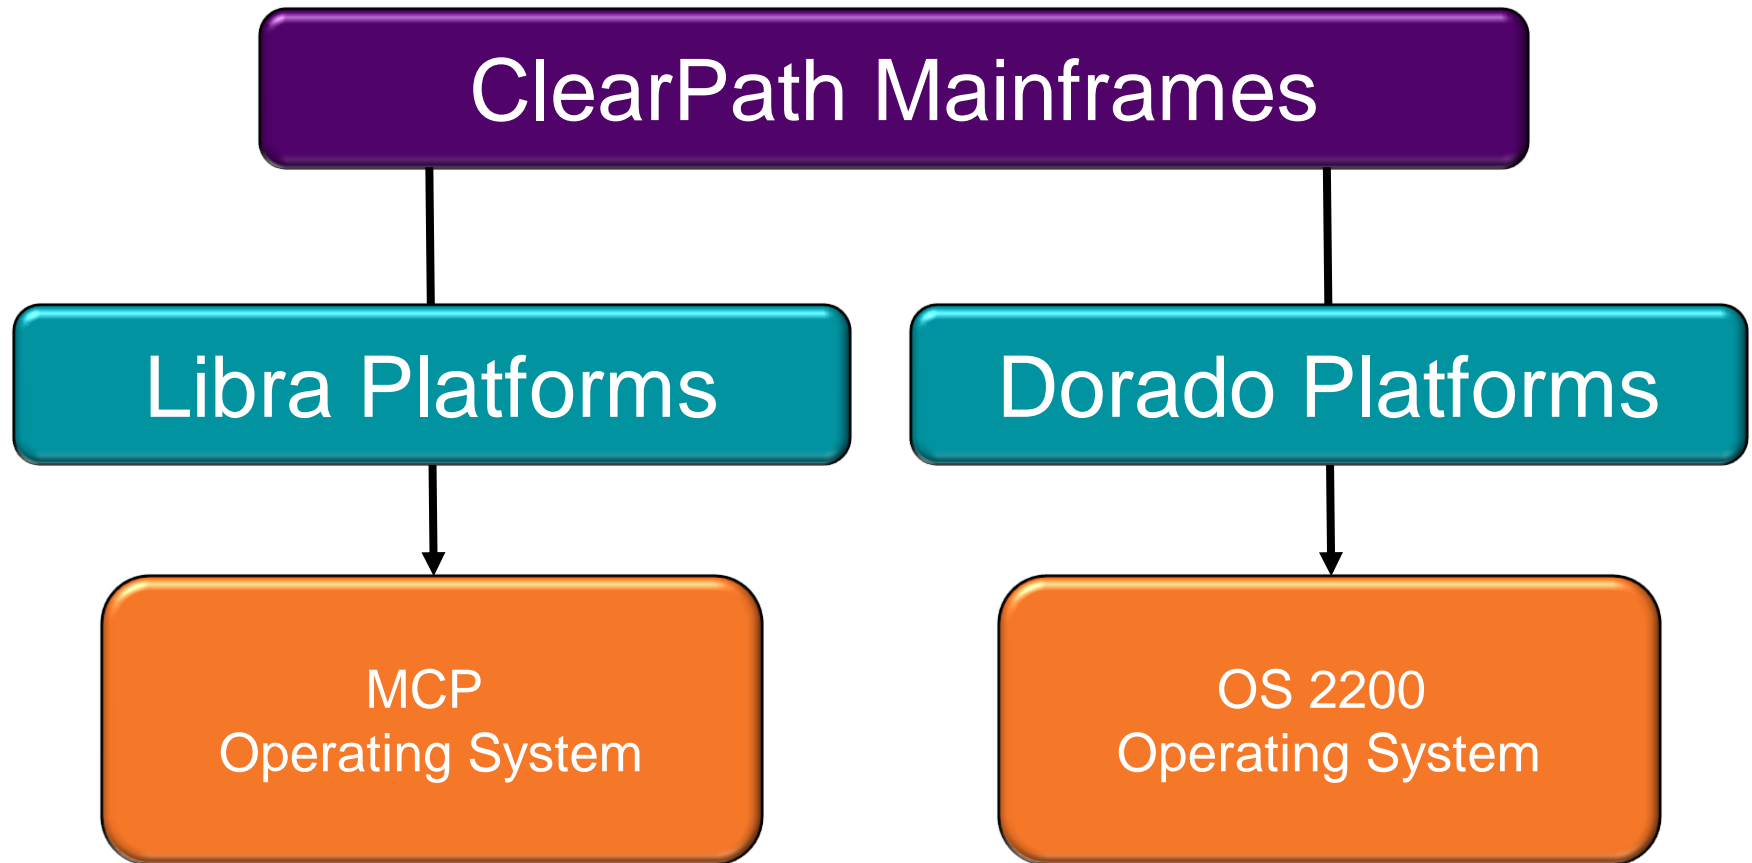 ClearPath Mainframes
Libra Platforms
Dorado Platforms
MCP
Operating System
OS 2200
Operating System